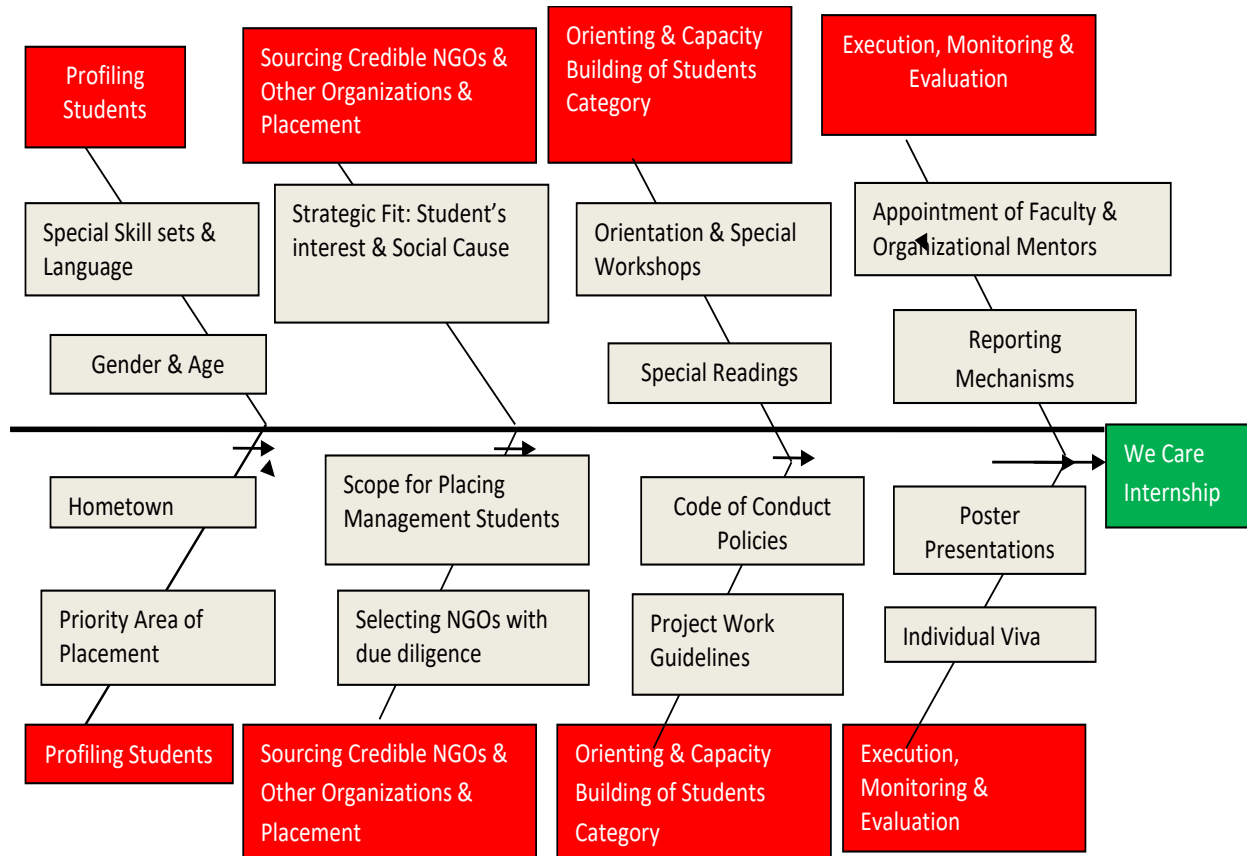 Profiling
Students
Sourcing Credible NGOs &
Other Organizations &
Placement
Orienting & Capacity
Building of Students
Category
Execution, Monitoring &
Evaluation
Special Skill sets &
Language
Strategic Fit: Student’s
interest & Social Cause
Orientation & Special
Workshops
Appointment of Faculty &
Organizational Mentors
Gender & Age
Special Readings
Reporting
Mechanisms
We Care
Internship
Hometown
Scope for Placing
Management Students
Code of Conduct
Policies
Poster
Presentations
Priority Area of
Placement
Selecting NGOs with
due diligence
Project Work
Guidelines
Individual Viva
Profiling Students
Sourcing Credible NGOs &
Other Organizations &
Placement
Orienting & Capacity
Building of Students
Category
Execution,
Monitoring &
Evaluation